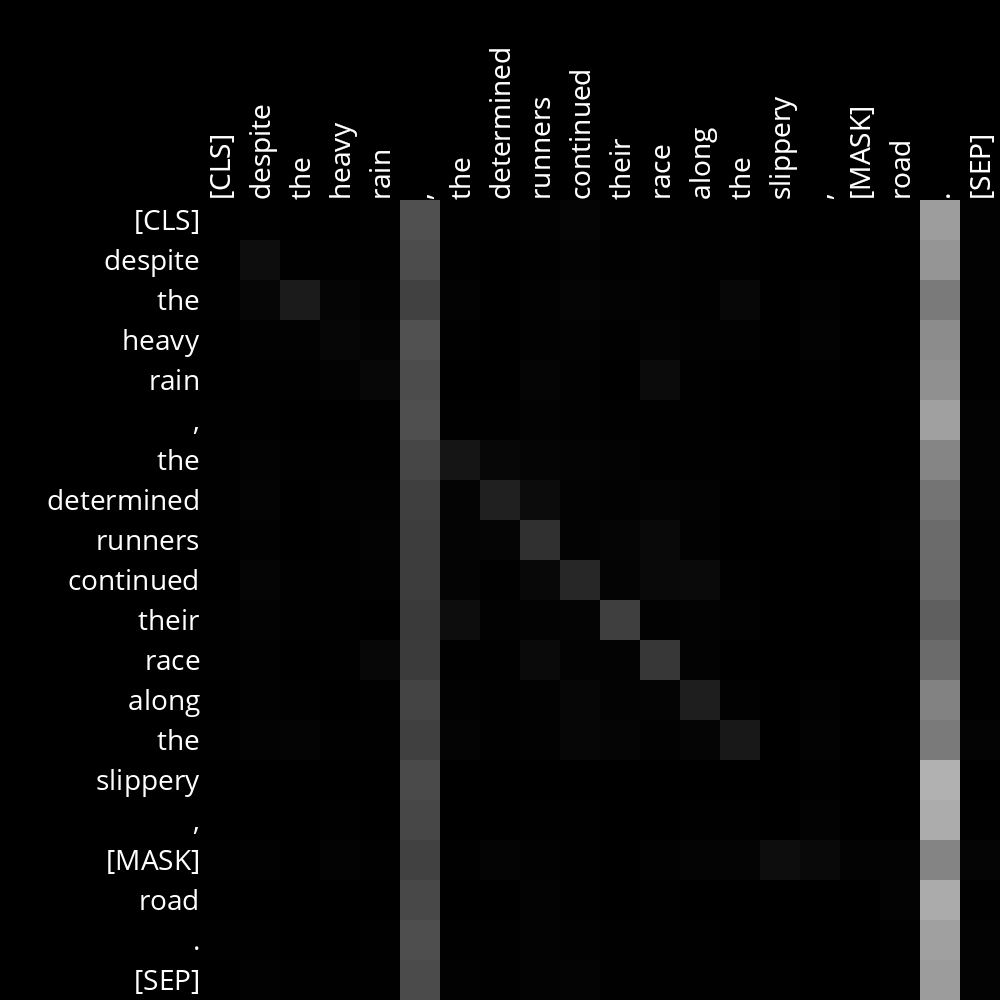 [CLS] despite the heavy rain , the determined runners continued their race along the slippery , [MASK] road . [SEP]
[CLS]
despite
the
heavy
rain
,
the
determined
runners
continued
their
race
along
the
slippery
,
[MASK]
road
.
[SEP]